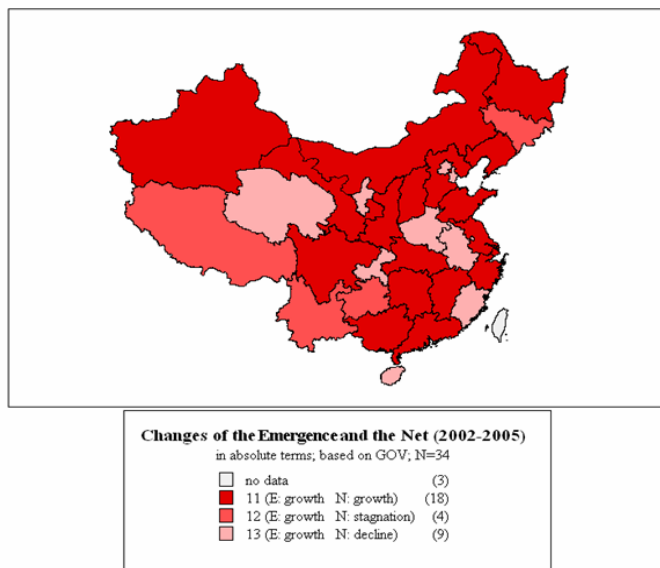 Changes of the Emergence and the Net (2002-2005)
in absolute terms; based on GOV; N=34
no data (3)
11 (E: growth N: growth) (18)
12 (E: growth N: stagnation) (4)
13 (E: growth N: decline) (9)